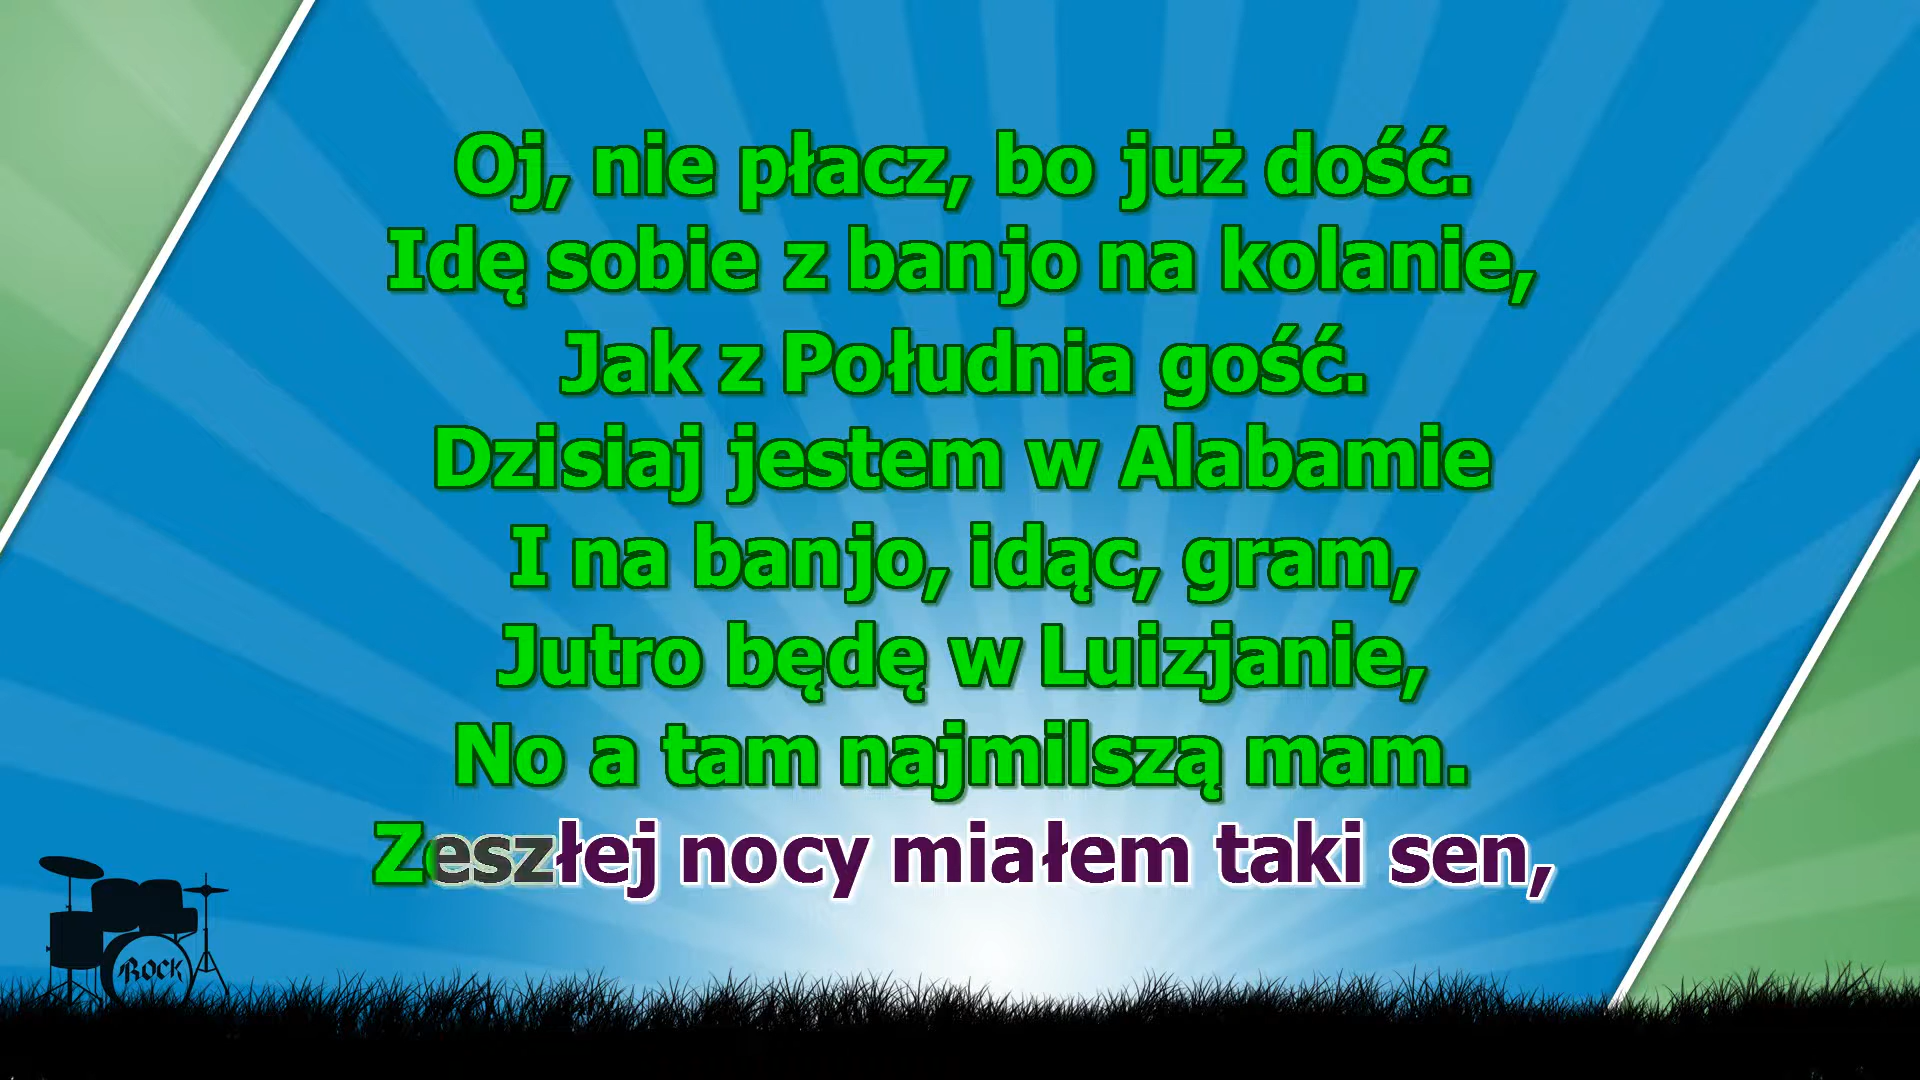 Oj, nie płacz, bo już dość.
Idę sobie z banjo na kolanie,
Jak z Południa gość.
Dzisiaj jestem w Alabamie
I na banjo, idąc, gram,
Jutro będę w Luizjanie,
No a tam najmilszą mam.
Zeszłej nocy miałem taki sen,
ROCK